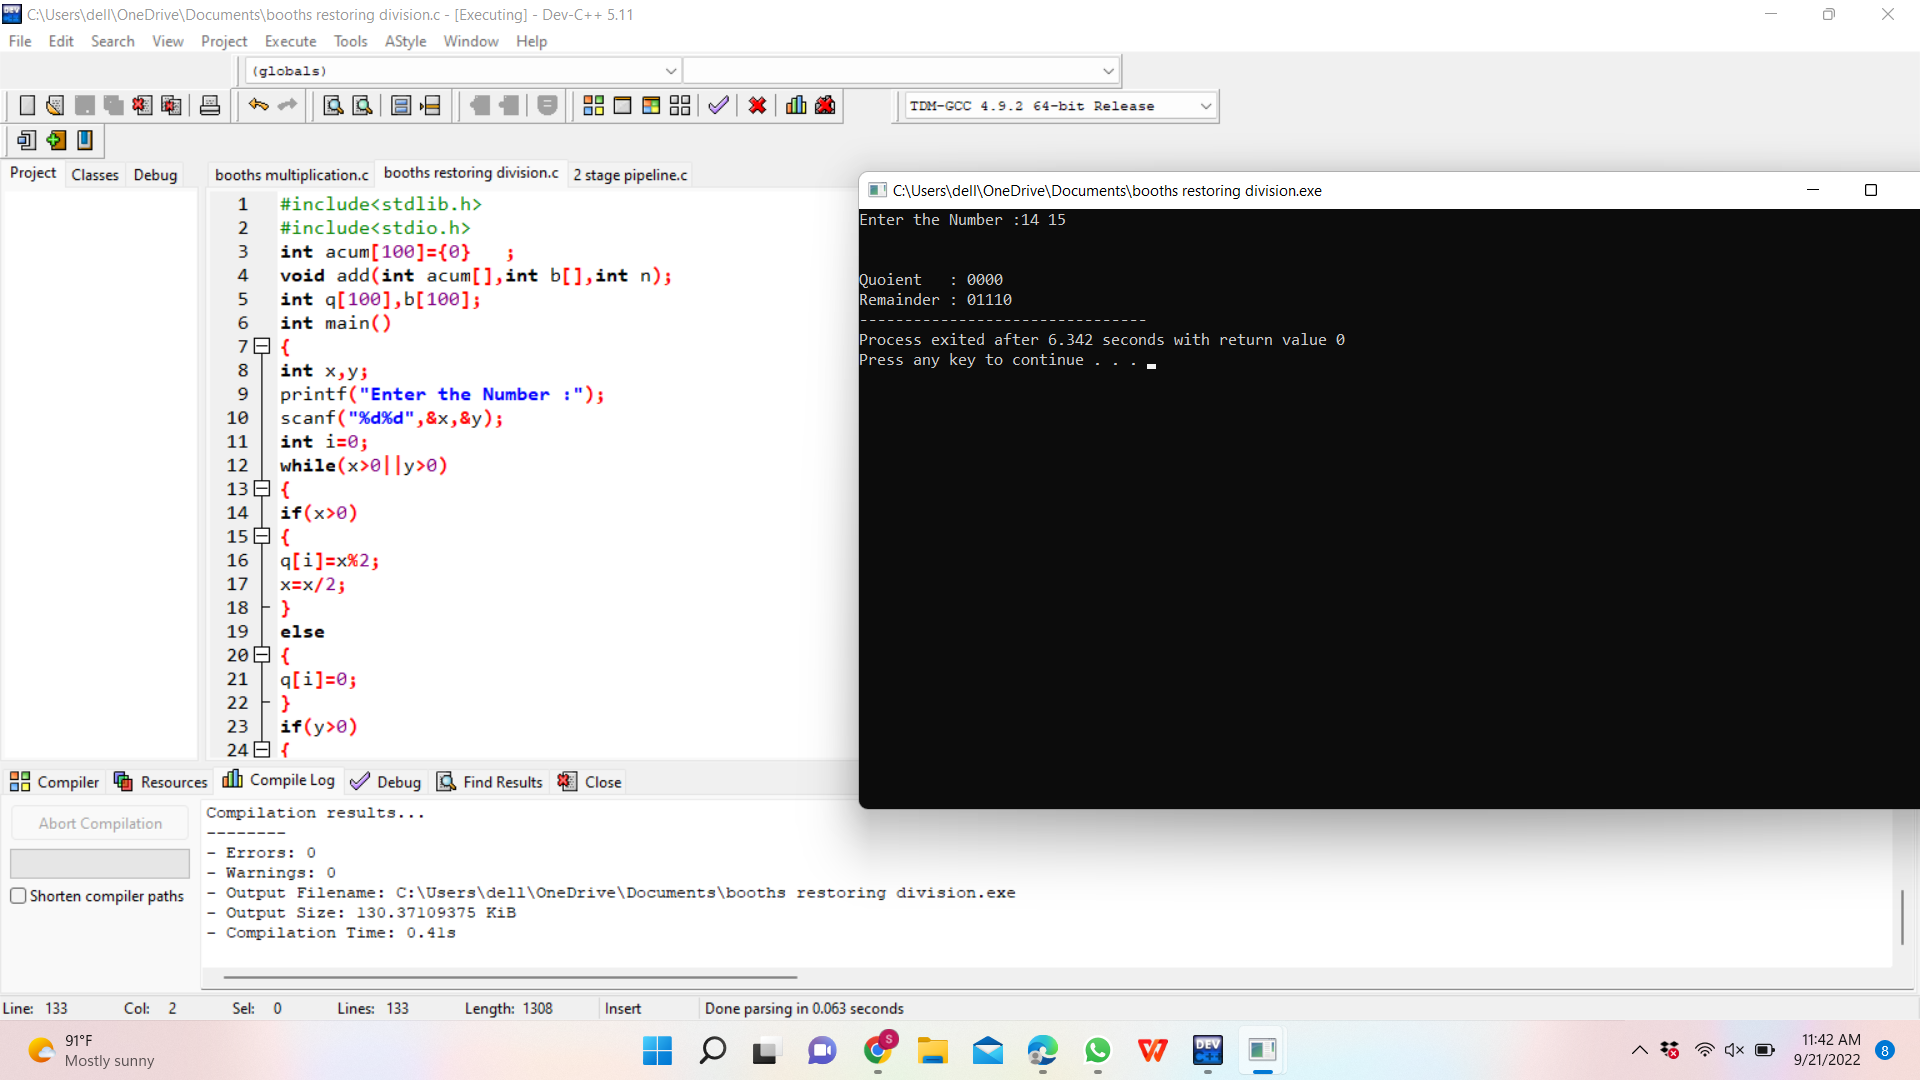 C:\Users\dell\OneDrive\Documents\booths restoring division.c - [Executing] - Dev-C++ 5.11
File Edit Search View Project Execute Tools AStyle Window Help
(globals)
TDM-GCC 4.9.2 64-bit Release
Project Classes Debug
booths multiplication.c booths restoring division.c 2 stage pipeline.c
1 #include<stdlib.h>
2 #include<stdio.h>
3 int acum[100]={0}   ;
4 void add(int acum[],int b[],int n);
5 int q[100],b[100];
6 int main()
7 {
8 int x,y;
9 printf("Enter the Number :");
10 scanf("%d%d",&x,&y);
11 int i=0;
12 while(x>0||y>0)
13 {
14 if(x>0)
15 {
16 q[i]=x%2;
17 x=x/2;
18 }
19 else
20 {
21 q[i]=0;
22 }
23 if(y>0)
24 {
C:\Users\dell\OneDrive\Documents\booths restoring division.exe
Enter the Number :14 15
Quoient   : 0000
Remainder : 01110
--------------------------------
Process exited after 6.342 seconds with return value 0
Press any key to continue . . .
Compiler Resources Compile Log Debug Find Results Close
Abort Compilation
Shorten compiler paths
Compilation results...
--------
- Errors: 0
- Warnings: 0
- Output Filename: C:\Users\dell\OneDrive\Documents\booths restoring division.exe
- Output Size: 130.37109375 KiB
- Compilation Time: 0.41s
Line: 133 Col: 2 Sel: 0 Lines: 133 Length: 1308 Insert Done parsing in 0.063 seconds
91°F
Mostly sunny
S
DEV
C++
11:42 AM
9/21/2022
8